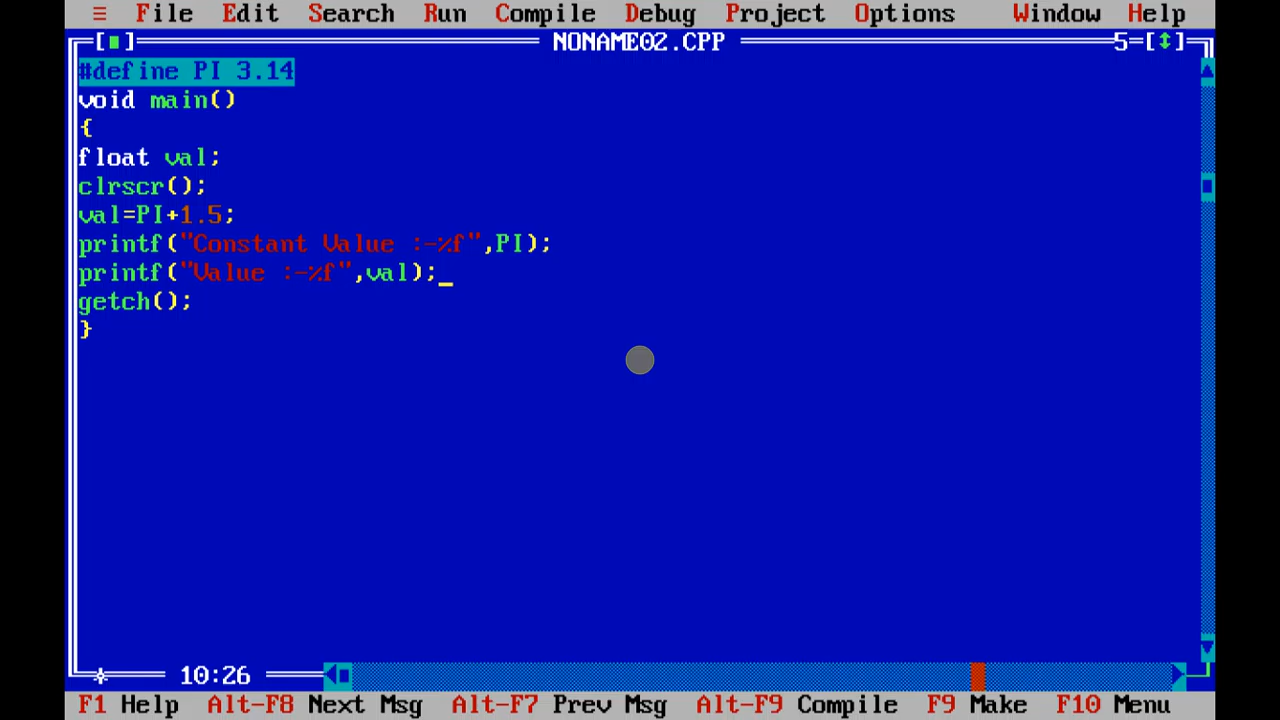 ≡ File Edit Search Run Compile Debug Project Options Window Help
[■] NONAME02.CPP 5=[↕]
#define PI 3.14
void main()
{
float val;
clrscr();
val=PI+1.5;
printf("Constant Value :-%f",PI);
printf("Value :-%f",val);_
getch();
}
* 10:26
F1 Help Alt-F8 Next Msg Alt-F7 Prev Msg Alt-F9 Compile F9 Make F10 Menu